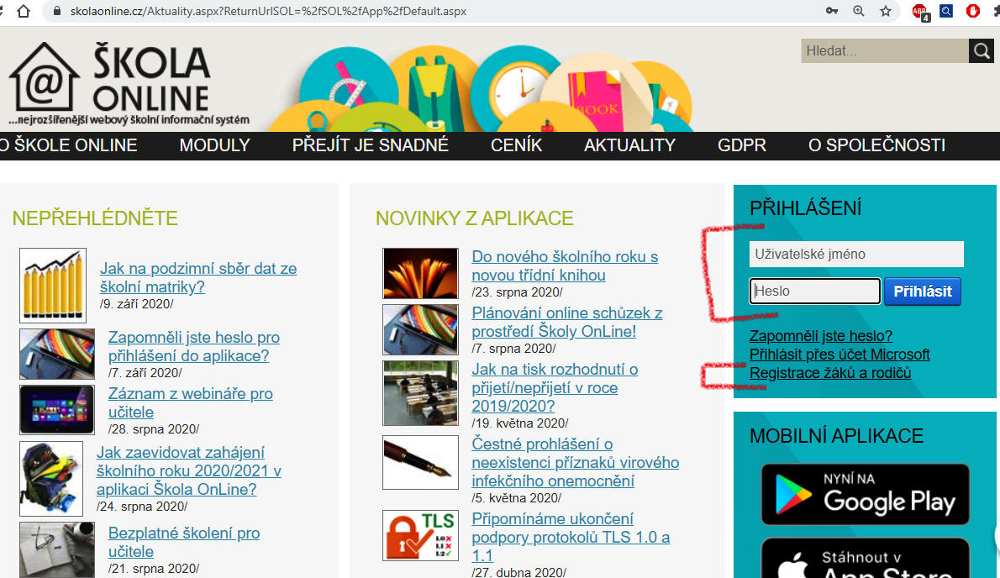 skolaonline.cz/Aktuality.aspx?ReturnUrlSOL=%2fSOL%2fApp%2fDefault.aspx
ABP
4
@
ŠKOLA
ONLINE
...nejrozšířenější webový školní informační systém
BOOK
Hledat...
O ŠKOLE ONLINE
MODULY
PŘEJÍT JE SNADNÉ
CENÍK
AKTUALITY
GDPR
O SPOLEČNOSTI
NEPŘEHLÉDNĚTE
Jak na podzimní sběr dat ze
školní matriky?
/9. září 2020/
Zapomněli jste heslo pro
přihlášení do aplikace?
/7. září 2020/
Záznam z webináře pro
učitele
/28. srpna 2020/
Jak zaevidovat zahájení
školního roku 2020/2021 v
aplikaci Škola OnLine?
/24. srpna 2020/
Bezplatné školení pro
učitele
/21. srpna 2020/
NOVINKY Z APLIKACE
Do nového školního roku s
novou třídní knihou
/23. srpna 2020/
Plánování online schůzek z
prostředí Školy OnLine!
/7. srpna 2020/
Jak na tisk rozhodnutí o
přijetí/nepřijetí v roce
2019/2020?
/19. května 2020/
Čestné prohlášení o
neexistenci příznaků virového
infekčního onemocnění
/5. května 2020/
TLS
1.0 X
1.1 X
1.2 ✓
Připomínáme ukončení
podpory protokolů TLS 1.0 a
1.1
/27. dubna 2020/
PŘIHLÁŠENÍ
Uživatelské jméno
Heslo
Přihlásit
Zapomněli jste heslo?
Přihlásit přes účet Microsoft
Registrace žáků a rodičů
MOBILNÍ APLIKACE
NYNÍ NA
Google Play
Stáhnout v
App Store